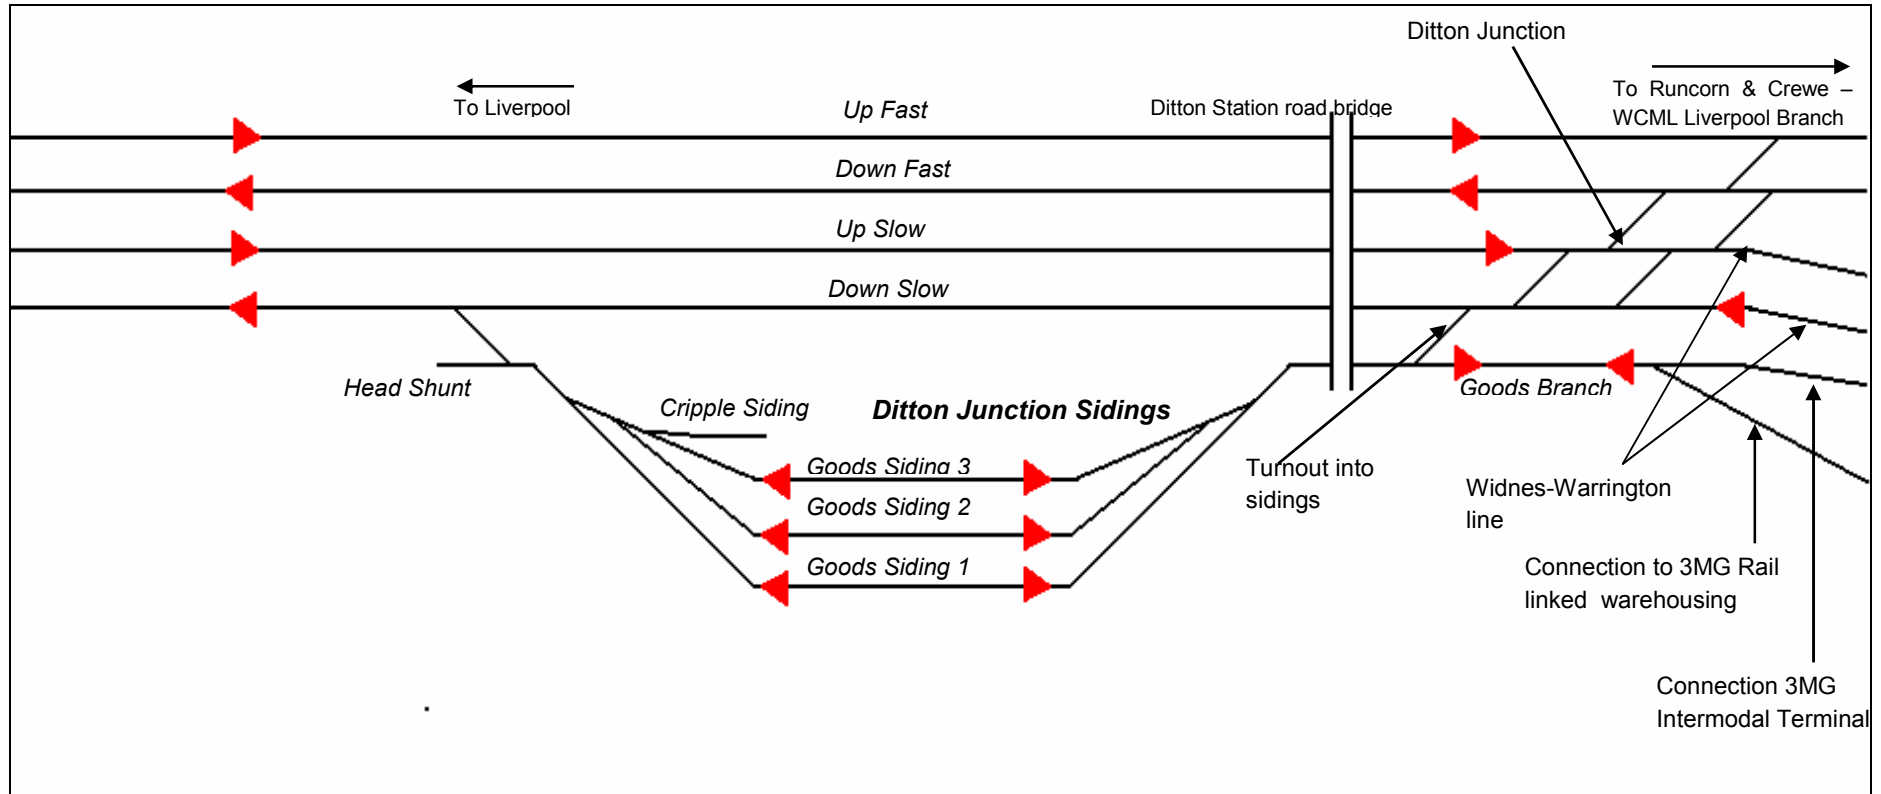 Ditton Junction
To Liverpool
Up Fast
Ditton Station road bridge
To Runcorn & Crewe –
WCML Liverpool Branch
Down Fast
Up Slow
Down Slow
Head Shunt
Cripple Siding
Ditton Junction Sidings
Goods Branch
Goods Siding 3
Goods Siding 2
Goods Siding 1
Turnout into
sidings
Widnes-Warrington
line
Connection to 3MG Rail
linked warehousing
Connection 3MG
Intermodal Terminal